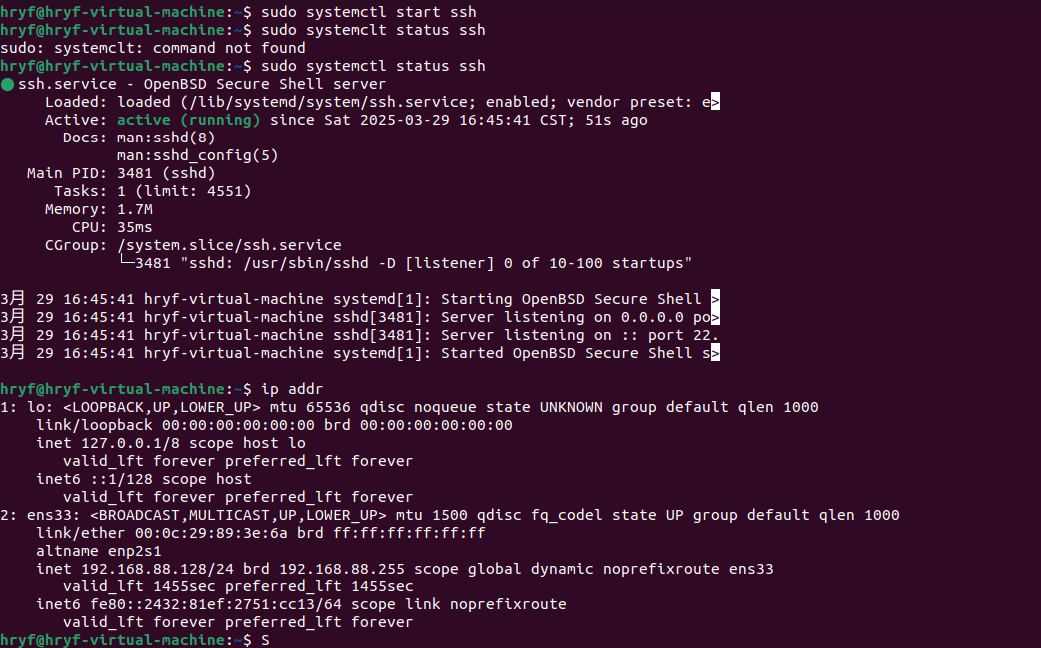 hryf@hryf-virtual-machine:~$ sudo systemctl start ssh
hryf@hryf-virtual-machine:~$ sudo systemclt status ssh
sudo: systemclt: command not found
hryf@hryf-virtual-machine:~$ sudo systemctl status ssh
● ssh.service - OpenBSD Secure Shell server
     Loaded: loaded (/lib/systemd/system/ssh.service; enabled; vendor preset: e>
     Active: active (running) since Sat 2025-03-29 16:45:41 CST; 51s ago
       Docs: man:sshd(8)
             man:sshd_config(5)
   Main PID: 3481 (sshd)
      Tasks: 1 (limit: 4551)
     Memory: 1.7M
        CPU: 35ms
     CGroup: /system.slice/ssh.service
             └─3481 "sshd: /usr/sbin/sshd -D [listener] 0 of 10-100 startups"
3月 29 16:45:41 hryf-virtual-machine systemd[1]: Starting OpenBSD Secure Shell >
3月 29 16:45:41 hryf-virtual-machine sshd[3481]: Server listening on 0.0.0.0 po>
3月 29 16:45:41 hryf-virtual-machine sshd[3481]: Server listening on :: port 22.
3月 29 16:45:41 hryf-virtual-machine systemd[1]: Started OpenBSD Secure Shell s>
hryf@hryf-virtual-machine:~$ ip addr
1: lo: <LOOPBACK,UP,LOWER_UP> mtu 65536 qdisc noqueue state UNKNOWN group default qlen 1000
    link/loopback 00:00:00:00:00:00 brd 00:00:00:00:00:00
    inet 127.0.0.1/8 scope host lo
       valid_lft forever preferred_lft forever
    inet6 ::1/128 scope host
       valid_lft forever preferred_lft forever
2: ens33: <BROADCAST,MULTICAST,UP,LOWER_UP> mtu 1500 qdisc fq_codel state UP group default qlen 1000
    link/ether 00:0c:29:89:3e:6a brd ff:ff:ff:ff:ff:ff
    altname enp2s1
    inet 192.168.88.128/24 brd 192.168.88.255 scope global dynamic noprefixroute ens33
       valid_lft 1455sec preferred_lft 1455sec
    inet6 fe80::2432:81ef:2751:cc13/64 scope link noprefixroute
       valid_lft forever preferred_lft forever
hryf@hryf-virtual-machine:~$ S